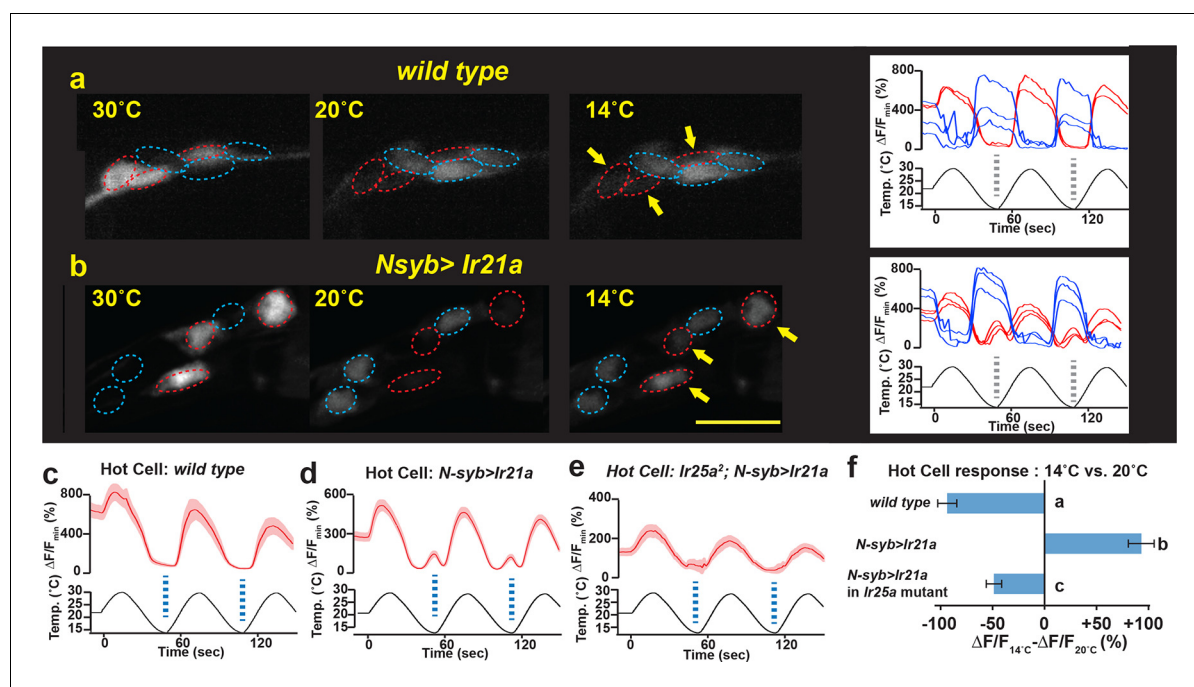 a
wild type
30˚C
20˚C
14˚C
800
400
0
ΔF/Fmin (%)
30
25
20
15
Temp. (˚C)
0
60
120
Time (sec)
b
Nsyb> Ir21a
30˚C
20˚C
14˚C
800
400
0
ΔF/Fmin (%)
30
25
20
15
Temp. (˚C)
0
60
120
Time (sec)
c
Hot Cell: wild type
800
400
0
ΔF/Fmin (%)
30
25
20
15
Temp. (˚C)
0
60
120
Time (sec)
d
Hot Cell: N-syb>Ir21a
600
400
200
0
ΔF/Fmin (%)
30
25
20
15
Temp. (˚C)
0
60
120
Time (sec)
e
Hot Cell: Ir25a²; N-syb>Ir21a
400
200
0
ΔF/Fmin (%)
30
25
20
15
Temp. (˚C)
0
60
120
Time (sec)
f
Hot Cell response : 14˚C vs. 20˚C
wild type
a
N-syb>Ir21a
b
N-syb>Ir21a
in Ir25a mutant
c
-100
-50
0
+50
+100
ΔF/F14˚C-ΔF/F20˚C (%)